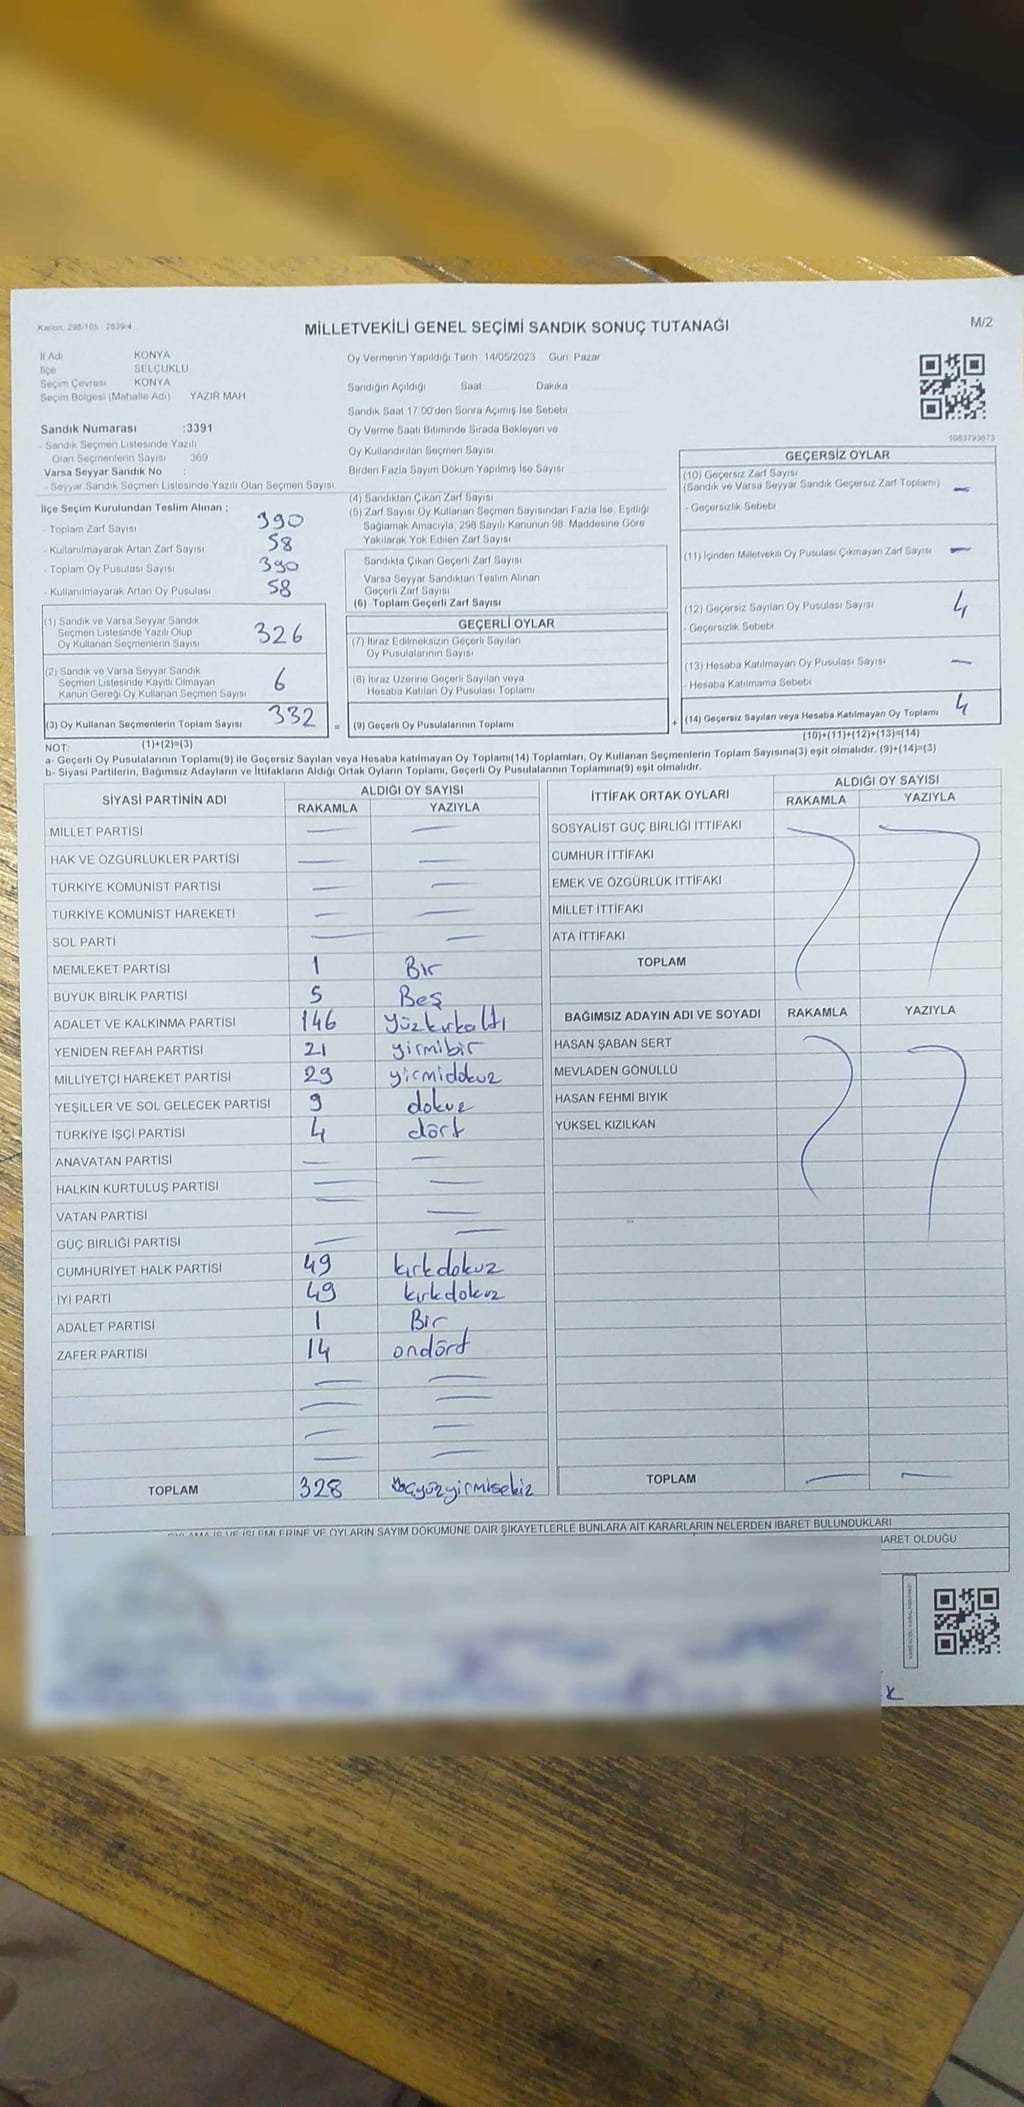 Kanun: 298/105 2839/4
MİLLETVEKİLİ GENEL SEÇİMİ SANDIK SONUÇ TUTANAĞI
M/2
İl Adı KONYA
İlçe SELÇUKLU
Seçim Çevresi KONYA
Seçim Bölgesi (Mahalle Adı) YAZIR MAH
Sandık Numarası :3391
- Sandık Seçmen Listesinde Yazılı
Olan Seçmenlerin Sayısı 369
Varsa Seyyar Sandık No :
- Seyyar Sandık Seçmen Listesinde Yazılı Olan Seçmen Sayısı
Oy Vermenin Yapıldığı Tarih 14/05/2023 Gün: Pazar
Sandığın Açıldığı Saat Dakika
Sandık Saat 17:00'den Sonra Açılmış İse Sebebi
Oy Verme Saati Bitiminde Sırada Bekleyen ve
Oy Kullandırılan Seçmen Sayısı
Birden Fazla Sayım Döküm Yapılmış İse Sayısı
1063793673
İlçe Seçim Kurulundan Teslim Alınan :
- Toplam Zarf Sayısı 390
- Kullanılmayarak Artan Zarf Sayısı 58
- Toplam Oy Pusulası Sayısı 390
- Kullanılmayarak Artan Oy Pusulası 58
(1) Sandık ve Varsa Seyyar Sandık
Seçmen Listesinde Yazılı Olup
Oy Kullanan Seçmenlerin Sayısı 326
(2) Sandık ve Varsa Seyyar Sandık
Seçmen Listesinde Kayıtlı Olmayan
Kanun Gereği Oy Kullanan Seçmen Sayısı 6
(3) Oy Kullanan Seçmenlerin Toplam Sayısı 332 =
(4) Sandıktan Çıkan Zarf Sayısı
(5) Zarf Sayısı Oy Kullanan Seçmen Sayısından Fazla İse, Eşitliği
Sağlamak Amacıyla, 298 Sayılı Kanunun 98. Maddesine Göre
Yakılarak Yok Edilen Zarf Sayısı
Sandıkta Çıkan Geçerli Zarf Sayısı
Varsa Seyyar Sandıktan Teslim Alınan
Geçerli Zarf Sayısı
(6) Toplam Geçerli Zarf Sayısı
GEÇERLİ OYLAR
(7) İtiraz Edilmeksizin Geçerli Sayılan
Oy Pusulalarının Sayısı
(8) İtiraz Üzerine Geçerli Sayılan veya
Hesaba Katılan Oy Pusulası Toplamı
(9) Geçerli Oy Pusulalarının Toplamı +
GEÇERSİZ OYLAR
(10) Geçersiz Zarf Sayısı
(Sandık ve Varsa Seyyar Sandık Geçersiz Zarf Toplamı) —
- Geçersizlik Sebebi
(11) İçinden Milletvekili Oy Pusulası Çıkmayan Zarf Sayısı —
(12) Geçersiz Sayılan Oy Pusulası Sayısı 4
- Geçersizlik Sebebi
(13) Hesaba Katılmayan Oy Pusulası Sayısı —
- Hesaba Katılmama Sebebi
(14) Geçersiz Sayılan veya Hesaba Katılmayan Oy Toplamı 4
NOT: (1)+(2)=(3) (10)+(11)+(12)+(13)=(14)
a- Geçerli Oy Pusulalarının Toplamı(9) ile Geçersiz Sayılan veya Hesaba katılmayan Oy Toplamı(14) Toplamları, Oy Kullanan Seçmenlerin Toplam Sayısına(3) eşit olmalıdır. (9)+(14)=(3)
b- Siyasi Partilerin, Bağımsız Adayların ve İttifakların Aldığı Ortak Oyların Toplamı, Geçerli Oy Pusulalarının Toplamına(9) eşit olmalıdır.
SİYASİ PARTİNİN ADI ALDIĞI OY SAYISI
RAKAMLA YAZIYLA
MİLLET PARTİSİ — —
HAK VE ÖZGÜRLÜKLER PARTİSİ — —
TÜRKİYE KOMÜNİST PARTİSİ — —
TÜRKİYE KOMÜNİST HAREKETİ — —
SOL PARTİ — —
MEMLEKET PARTİSİ 1 Bir
BÜYÜK BİRLİK PARTİSİ 5 Beş
ADALET VE KALKINMA PARTİSİ 146 Yüzkırkaltı
YENİDEN REFAH PARTİSİ 21 yirmibir
MİLLİYETÇİ HAREKET PARTİSİ 29 yirmidokuz
YEŞİLLER VE SOL GELECEK PARTİSİ 9 dokuz
TÜRKİYE İŞÇİ PARTİSİ 4 dört
ANAVATAN PARTİSİ — —
HALKIN KURTULUŞ PARTİSİ — —
VATAN PARTİSİ — —
GÜÇ BİRLİĞİ PARTİSİ — —
CUMHURİYET HALK PARTİSİ 49 kırkdokuz
İYİ PARTİ 49 kırkdokuz
ADALET PARTİSİ 1 Bir
ZAFER PARTİSİ 14 ondört
— —
— —
— —
— —
TOPLAM 328 üçyüzyirmisekiz
İTTİFAK ORTAK OYLARI ALDIĞI OY SAYISI
RAKAMLA YAZIYLA
SOSYALİST GÜÇ BİRLİĞİ İTTİFAKI
CUMHUR İTTİFAKI
EMEK VE ÖZGÜRLÜK İTTİFAKI
MİLLET İTTİFAKI
ATA İTTİFAKI
TOPLAM
BAĞIMSIZ ADAYIN ADI VE SOYADI RAKAMLA YAZIYLA
HASAN ŞABAN SERT
MEVLADEN GÖNÜLLÜ
HASAN FEHMİ BIYIK
YÜKSEL KIZILKAN
TOPLAM — —
OYLAMA İŞ VE İŞLEMLERİNE VE OYLARIN SAYIM DÖKÜMÜNE DAİR ŞİKAYETLERLE BUNLARA AİT KARARLARIN NELERDEN İBARET BULUNDUKLARI
İBARET OLDUĞU